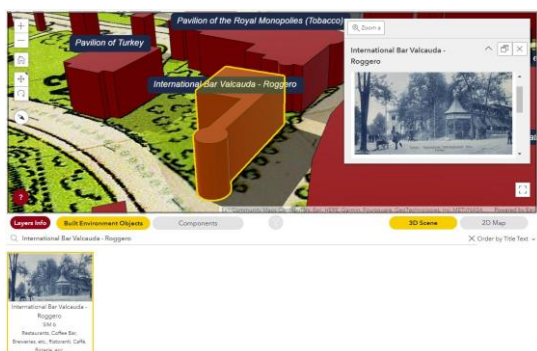 Pavilion of the Royal Monopolies (Tobacco)
Pavilion of Turkey
International Bar Valcauda - Roggero
Zoom a
International Bar Valcauda -
Roggero
?
Layers Info
Built Environment Objects
Components
3D Scene
2D Map
International Bar Valcauda - Roggero
Order by Title Text
International Bar Valcauda -
Roggero
Restaurants, Coffee Bar,
Breweries, etc., Ristoranti, Caffè,